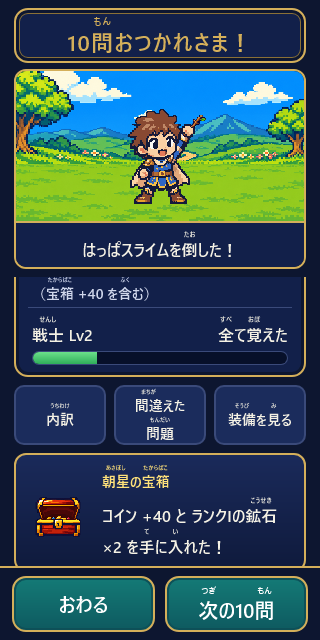 10問おつかれさま！
はっぱスライムを倒した！
（宝箱 +40 を含む）
戦士 Lv2
全て覚えた
内訳
間違えた
問題
装備を見る
朝星の宝箱
コイン +40 と ランクIの鉱石
×2 を手に入れた！
おわる
次の10問